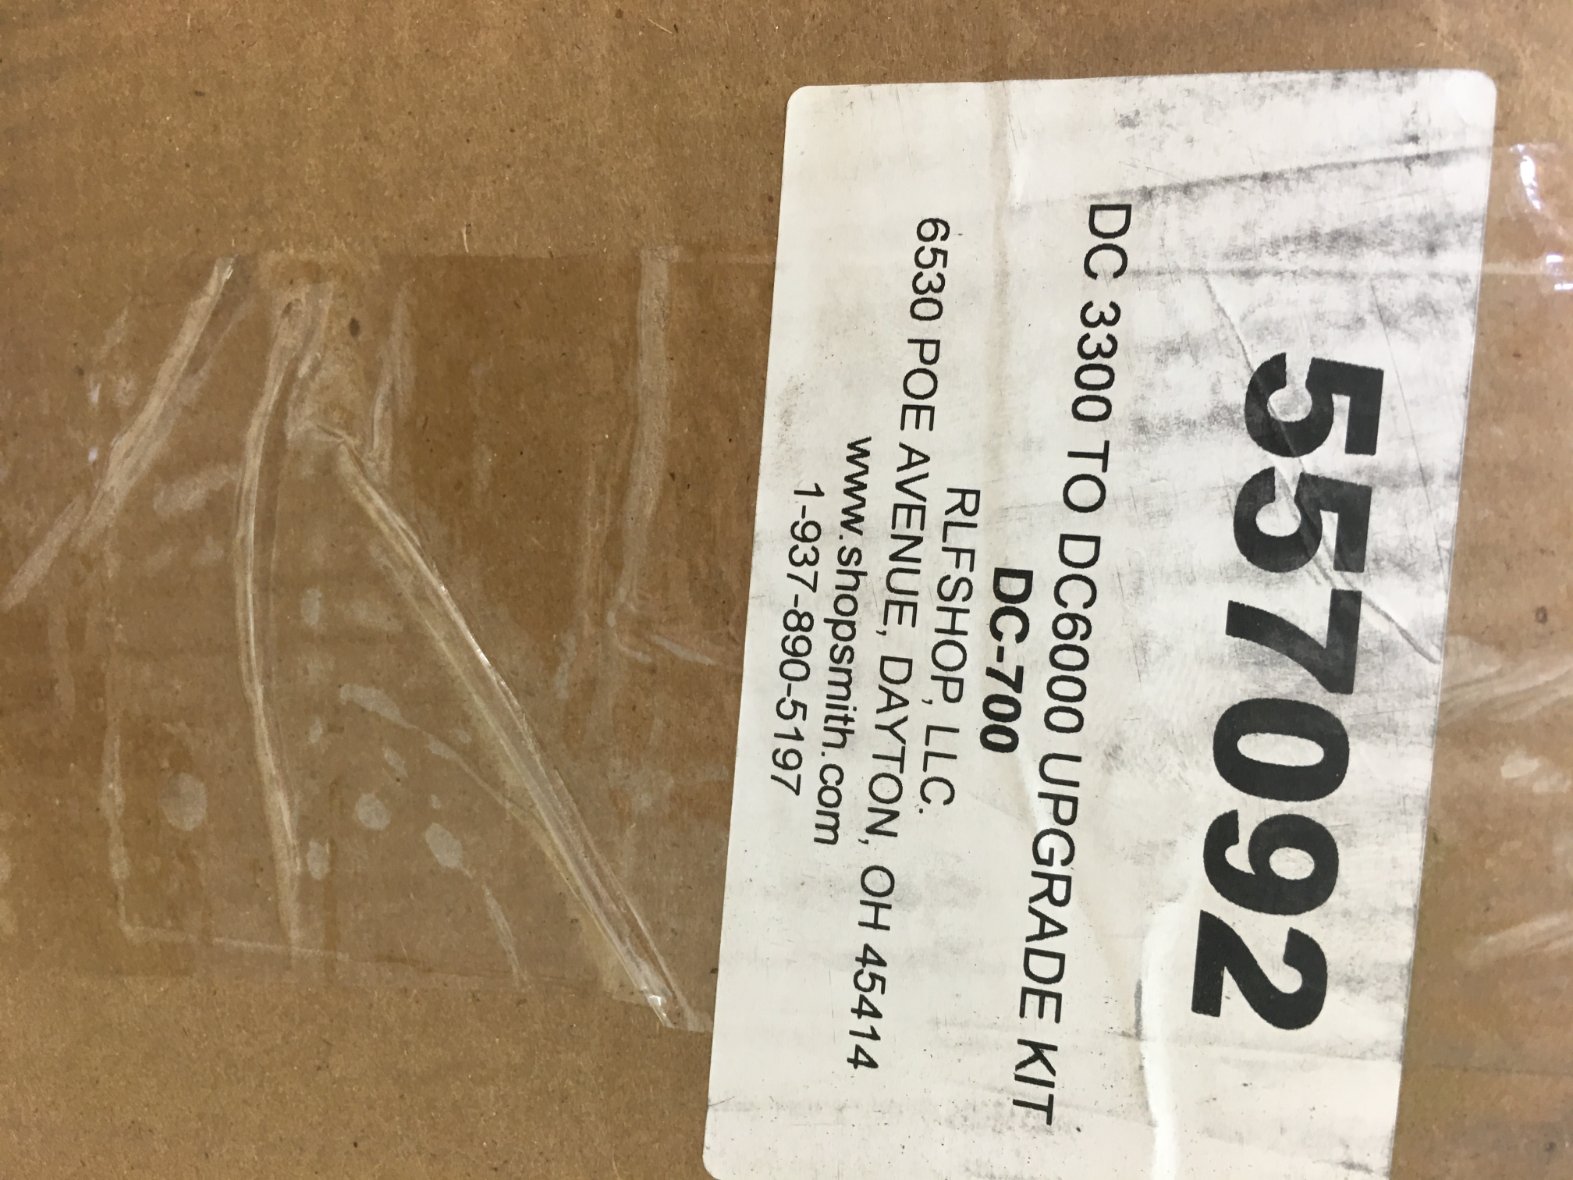 557092
DC 3300 TO DC6000 UPGRADE KIT
DC-700
RLFSHOP, LLC.
6530 POE AVENUE, DAYTON, OH 45414
www.shopsmith.com
1-937-890-5197